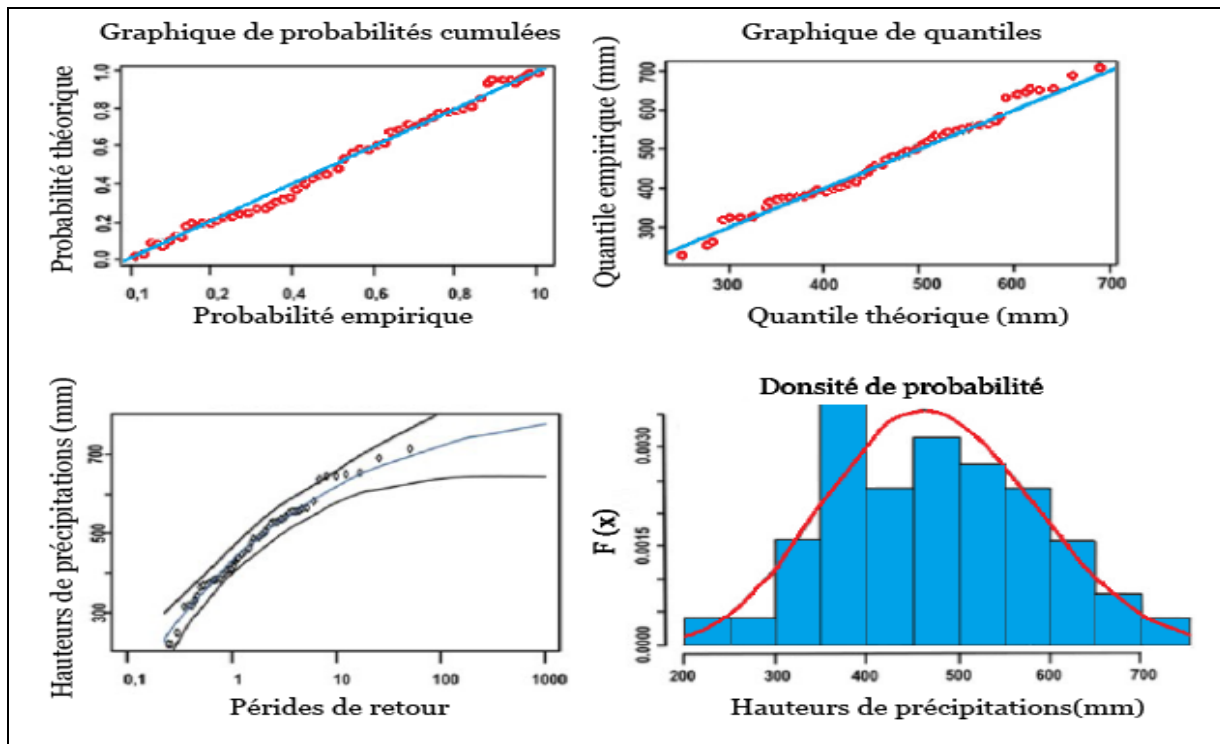 Graphique de probabilités cumulées
Probabilité théorique
1.0
0.8
0.6
0.4
0.2
0.0
0,1 0,2 0,4 0,6 0,8 10
Probabilité empirique
Graphique de quantiles
Quantile empirique (mm)
700
600
500
400
300
300 400 500 600 700
Quantile théorique (mm)
Hauteurs de précipitations (mm)
700
500
300
0,1 1 10 100 1000
Pérides de retour
Donsité de probabilité
F (x)
0.0030
0.0015
0.0000
200 300 400 500 600 700
Hauteurs de précipitations(mm)